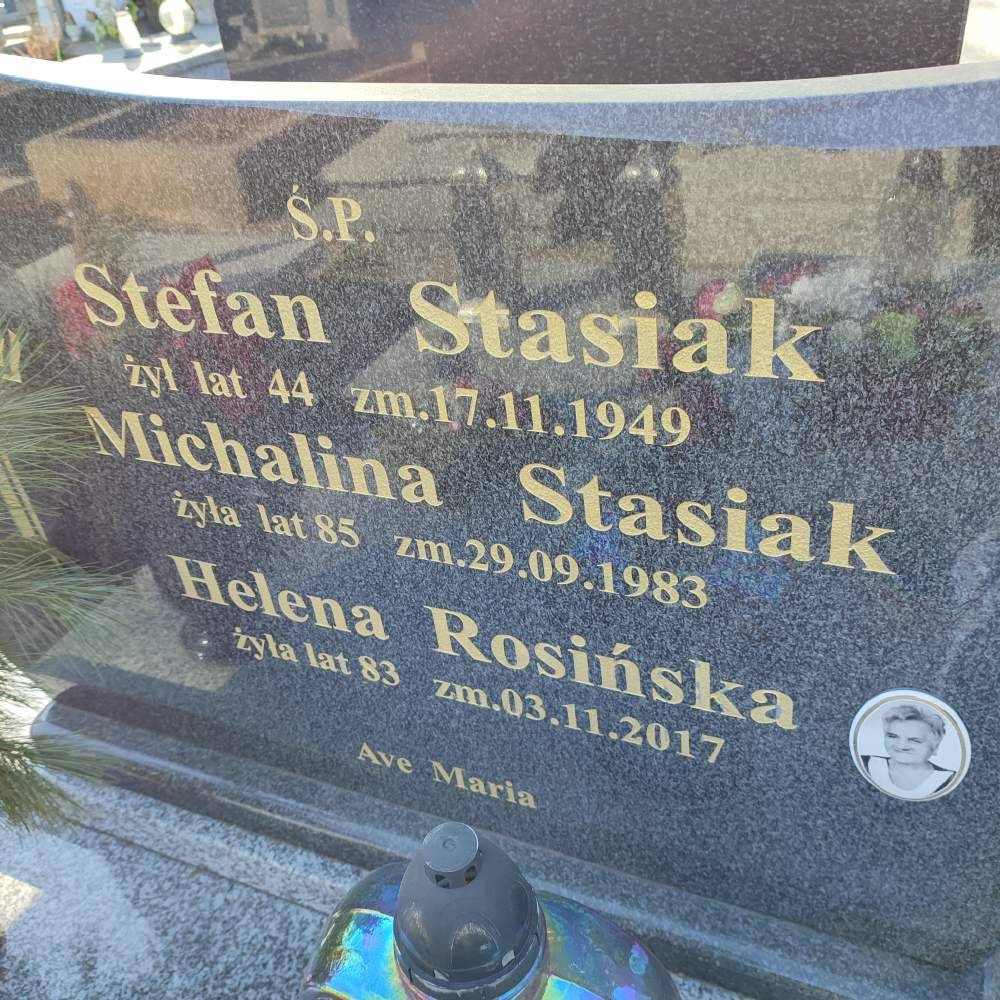 Ś.P.
Stefan Stasiak
żył lat 44 zm.17.11.1949
Michalina Stasiak
żyła lat 85 zm.29.09.1983
Helena Rosińska
żyła lat 83 zm.03.11.2017
Ave Maria